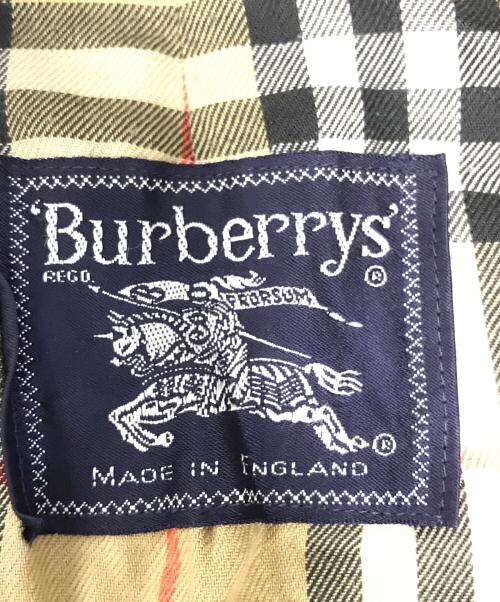 'Burberrys'
REGD.
®
PRORSUM
®
MADE IN ENGLAND